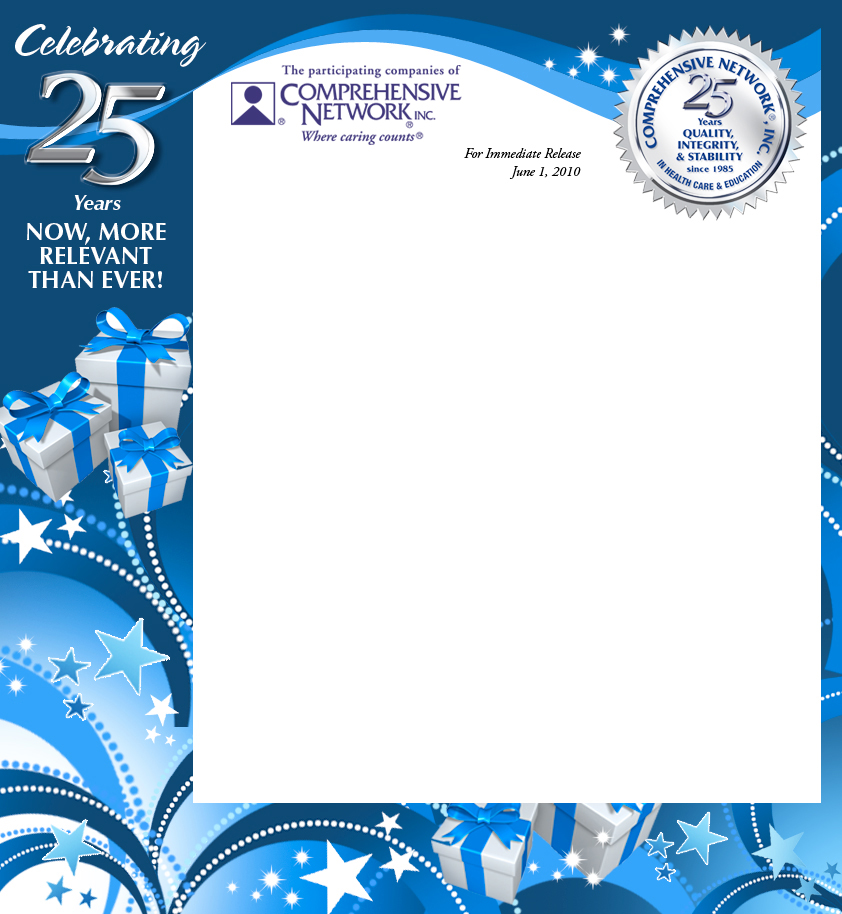 Celebrating
25
Years
NOW, MORE
RELEVANT
THAN EVER!
The participating companies of
COMPREHENSIVE
NETWORK INC.
®
®
Where caring counts®
For Immediate Release
June 1, 2010
COMPREHENSIVE NETWORK®, INC.
25
Years
QUALITY,
INTEGRITY,
& STABILITY
since 1985
IN HEALTH CARE & EDUCATION